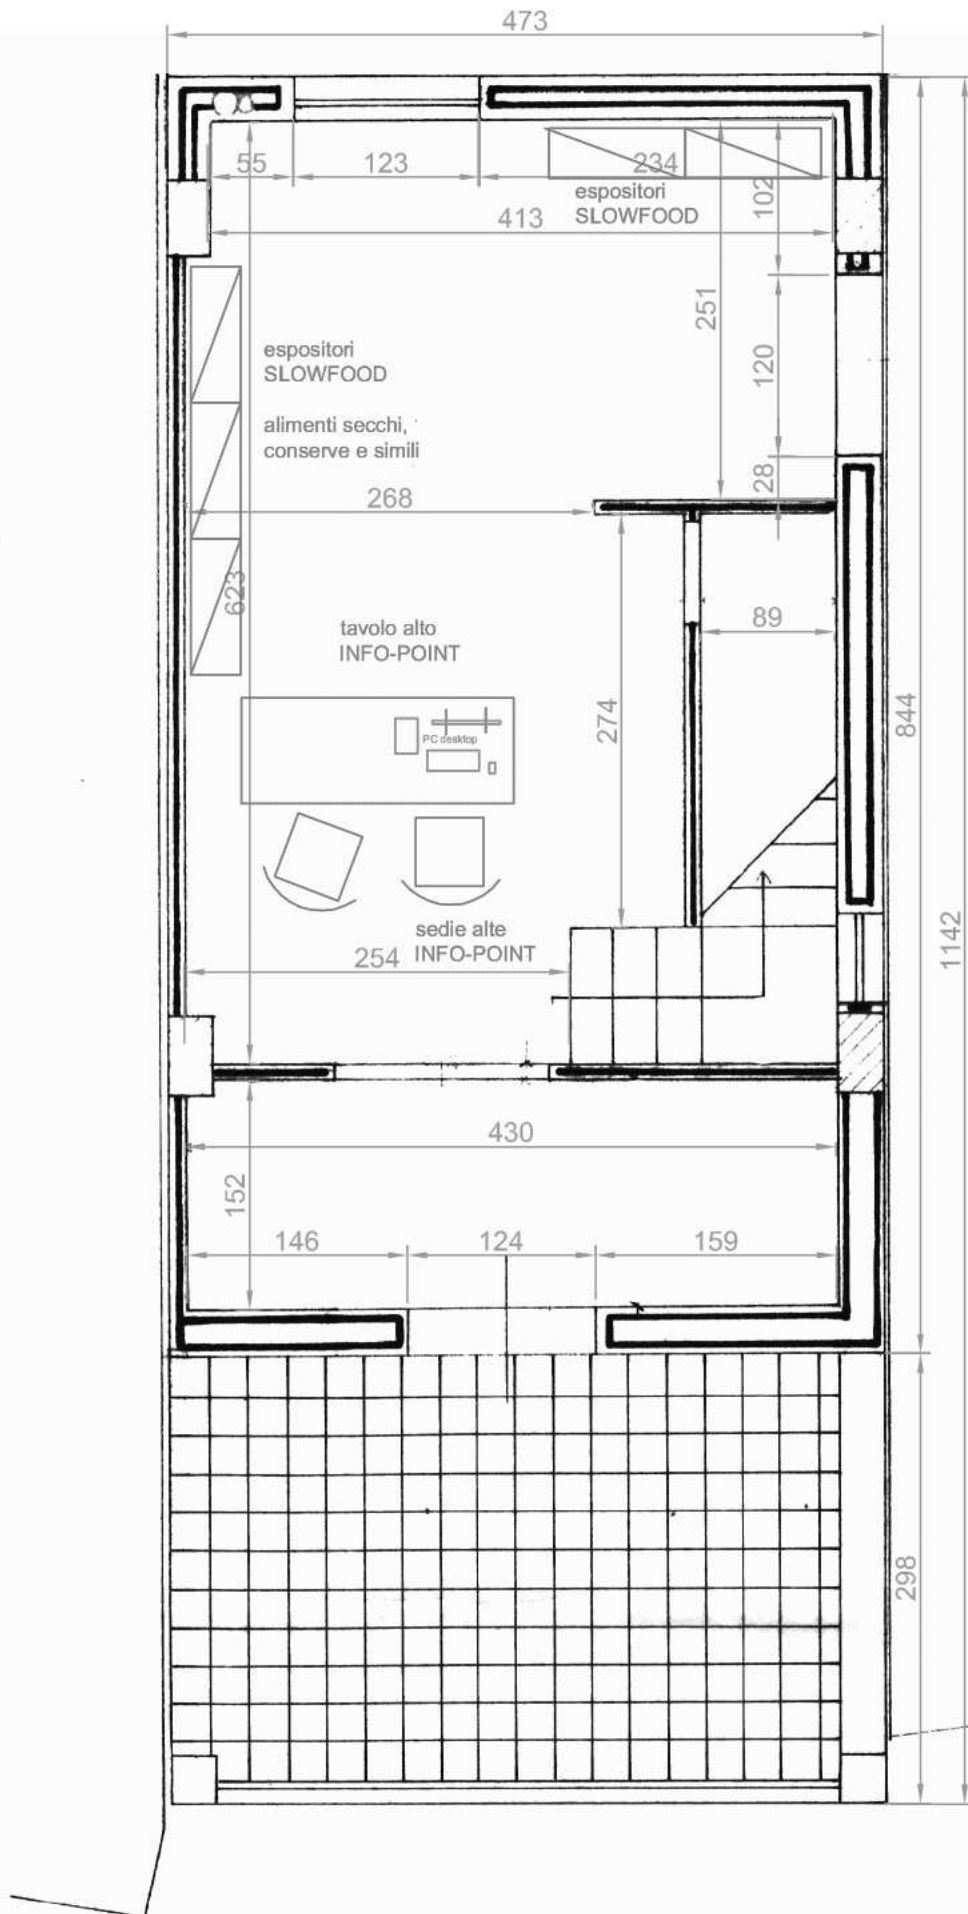 473
55
123
234
102
espositori
SLOWFOOD
413
251
120
espositori
SLOWFOOD
alimenti secchi,
conserve e simili
28
268
623
tavolo alto
INFO-POINT
89
274
844
PC desktop
sedie alte
INFO-POINT
254
1142
430
152
146
124
159
298